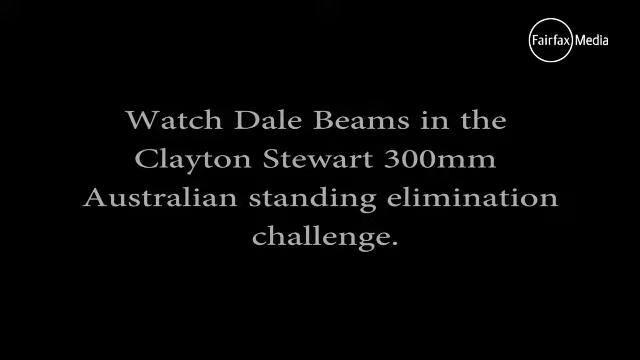 Fairfax Media
Watch Dale Beams in the
Clayton Stewart 300mm
Australian standing elimination
challenge.